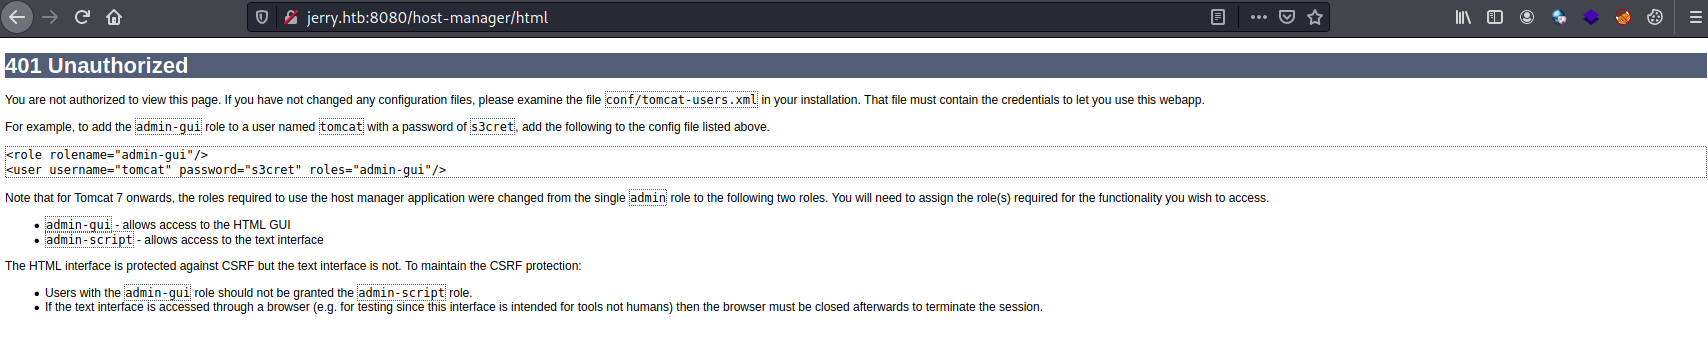 jerry.htb:8080/host-manager/html
401 Unauthorized
You are not authorized to view this page. If you have not changed any configuration files, please examine the file conf/tomcat-users.xml in your installation. That file must contain the credentials to let you use this webapp.
For example, to add the admin-gui role to a user named tomcat with a password of s3cret, add the following to the config file listed above.
<role rolename="admin-gui"/>
<user username="tomcat" password="s3cret" roles="admin-gui"/>
Note that for Tomcat 7 onwards, the roles required to use the host manager application were changed from the single admin role to the following two roles. You will need to assign the role(s) required for the functionality you wish to access.
• admin-gui - allows access to the HTML GUI
• admin-script - allows access to the text interface
The HTML interface is protected against CSRF but the text interface is not. To maintain the CSRF protection:
• Users with the admin-gui role should not be granted the admin-script role.
• If the text interface is accessed through a browser (e.g. for testing since this interface is intended for tools not humans) then the browser must be closed afterwards to terminate the session.